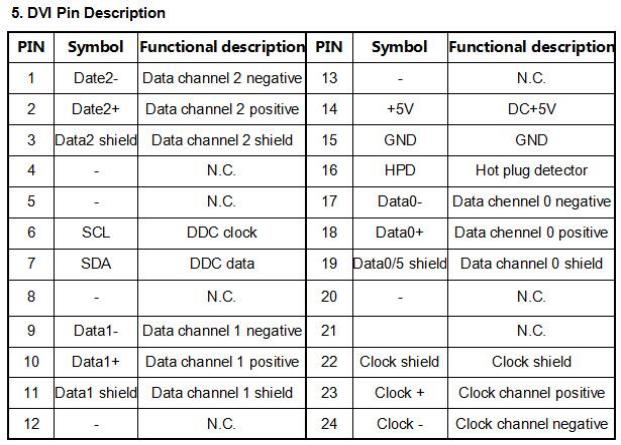 5. DVI Pin Description
PIN Symbol Functional description PIN Symbol Functional description
1 Date2- Data channel 2 negative 13 - N.C.
2 Date2+ Data channel 2 positive 14 +5V DC+5V
3 Data2 shield Data channel 2 shield 15 GND GND
4 - N.C. 16 HPD Hot plug detector
5 - N.C. 17 Data0- Data chennel 0 negative
6 SCL DDC clock 18 Data0+ Data chennel 0 positive
7 SDA DDC data 19 Data0/5 shield Data channel 0 shield
8 - N.C. 20 - N.C.
9 Data1- Data channel 1 negative 21 N.C.
10 Data1+ Data channel 1 positive 22 Clock shield Clock shield
11 Data1 shield Data channel 1 shield 23 Clock + Clock channel positive
12 - N.C. 24 Clock - Clock channel negative